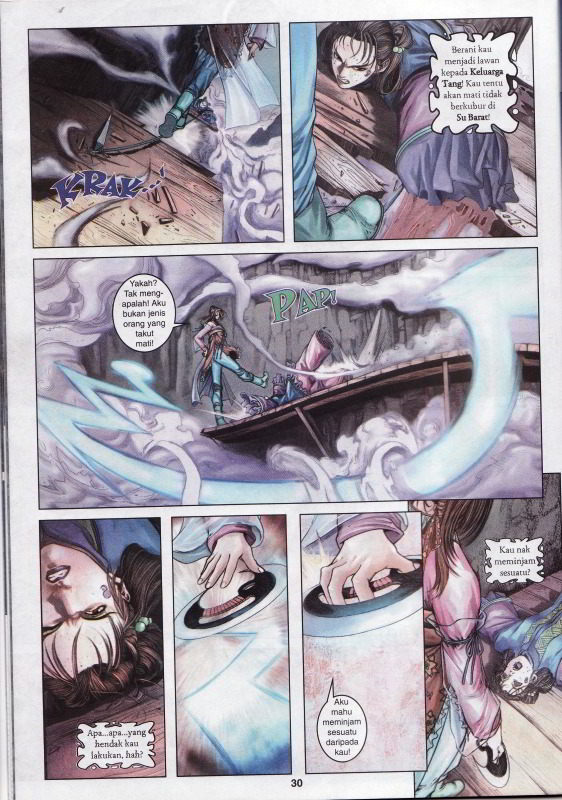 Berani kau
menjadi lawan
kepada Keluarga
Tang! Kau tentu
akan mati tidak
berkubur di
Su Barat!
KRAK...
Yakah?
Tak meng-
apalah! Aku
bukan jenis
orang yang
takut
mati!
PAP!
Apa...apa...yang
hendak kau
lakukan, hah?
Aku
mahu
meminjam
sesuatu
daripada
kau!
Kau nak
meminjam
sesuatu?
30